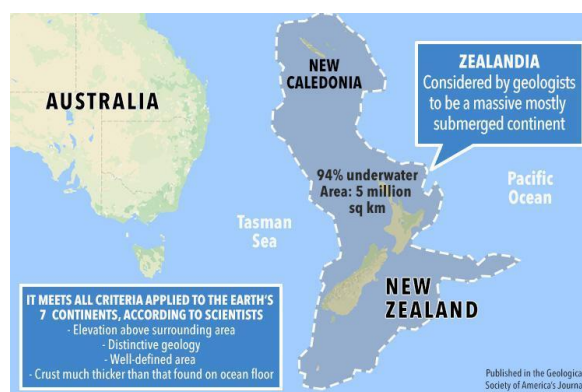 AUSTRALIA
NEW
CALEDONIA
ZEALANDIA
Considered by geologists
to be a massive mostly
submerged continent
94% underwater
Area: 5 million
sq km
Pacific
Ocean
Tasman
Sea
NEW
ZEALAND
IT MEETS ALL CRITERIA APPLIED TO THE EARTH'S
7 CONTINENTS, ACCORDING TO SCIENTISTS
- Elevation above surrounding area
- Distinctive geology
- Well-defined area
- Crust much thicker than that found on ocean floor
Published in the Geological
Society of America's Journal